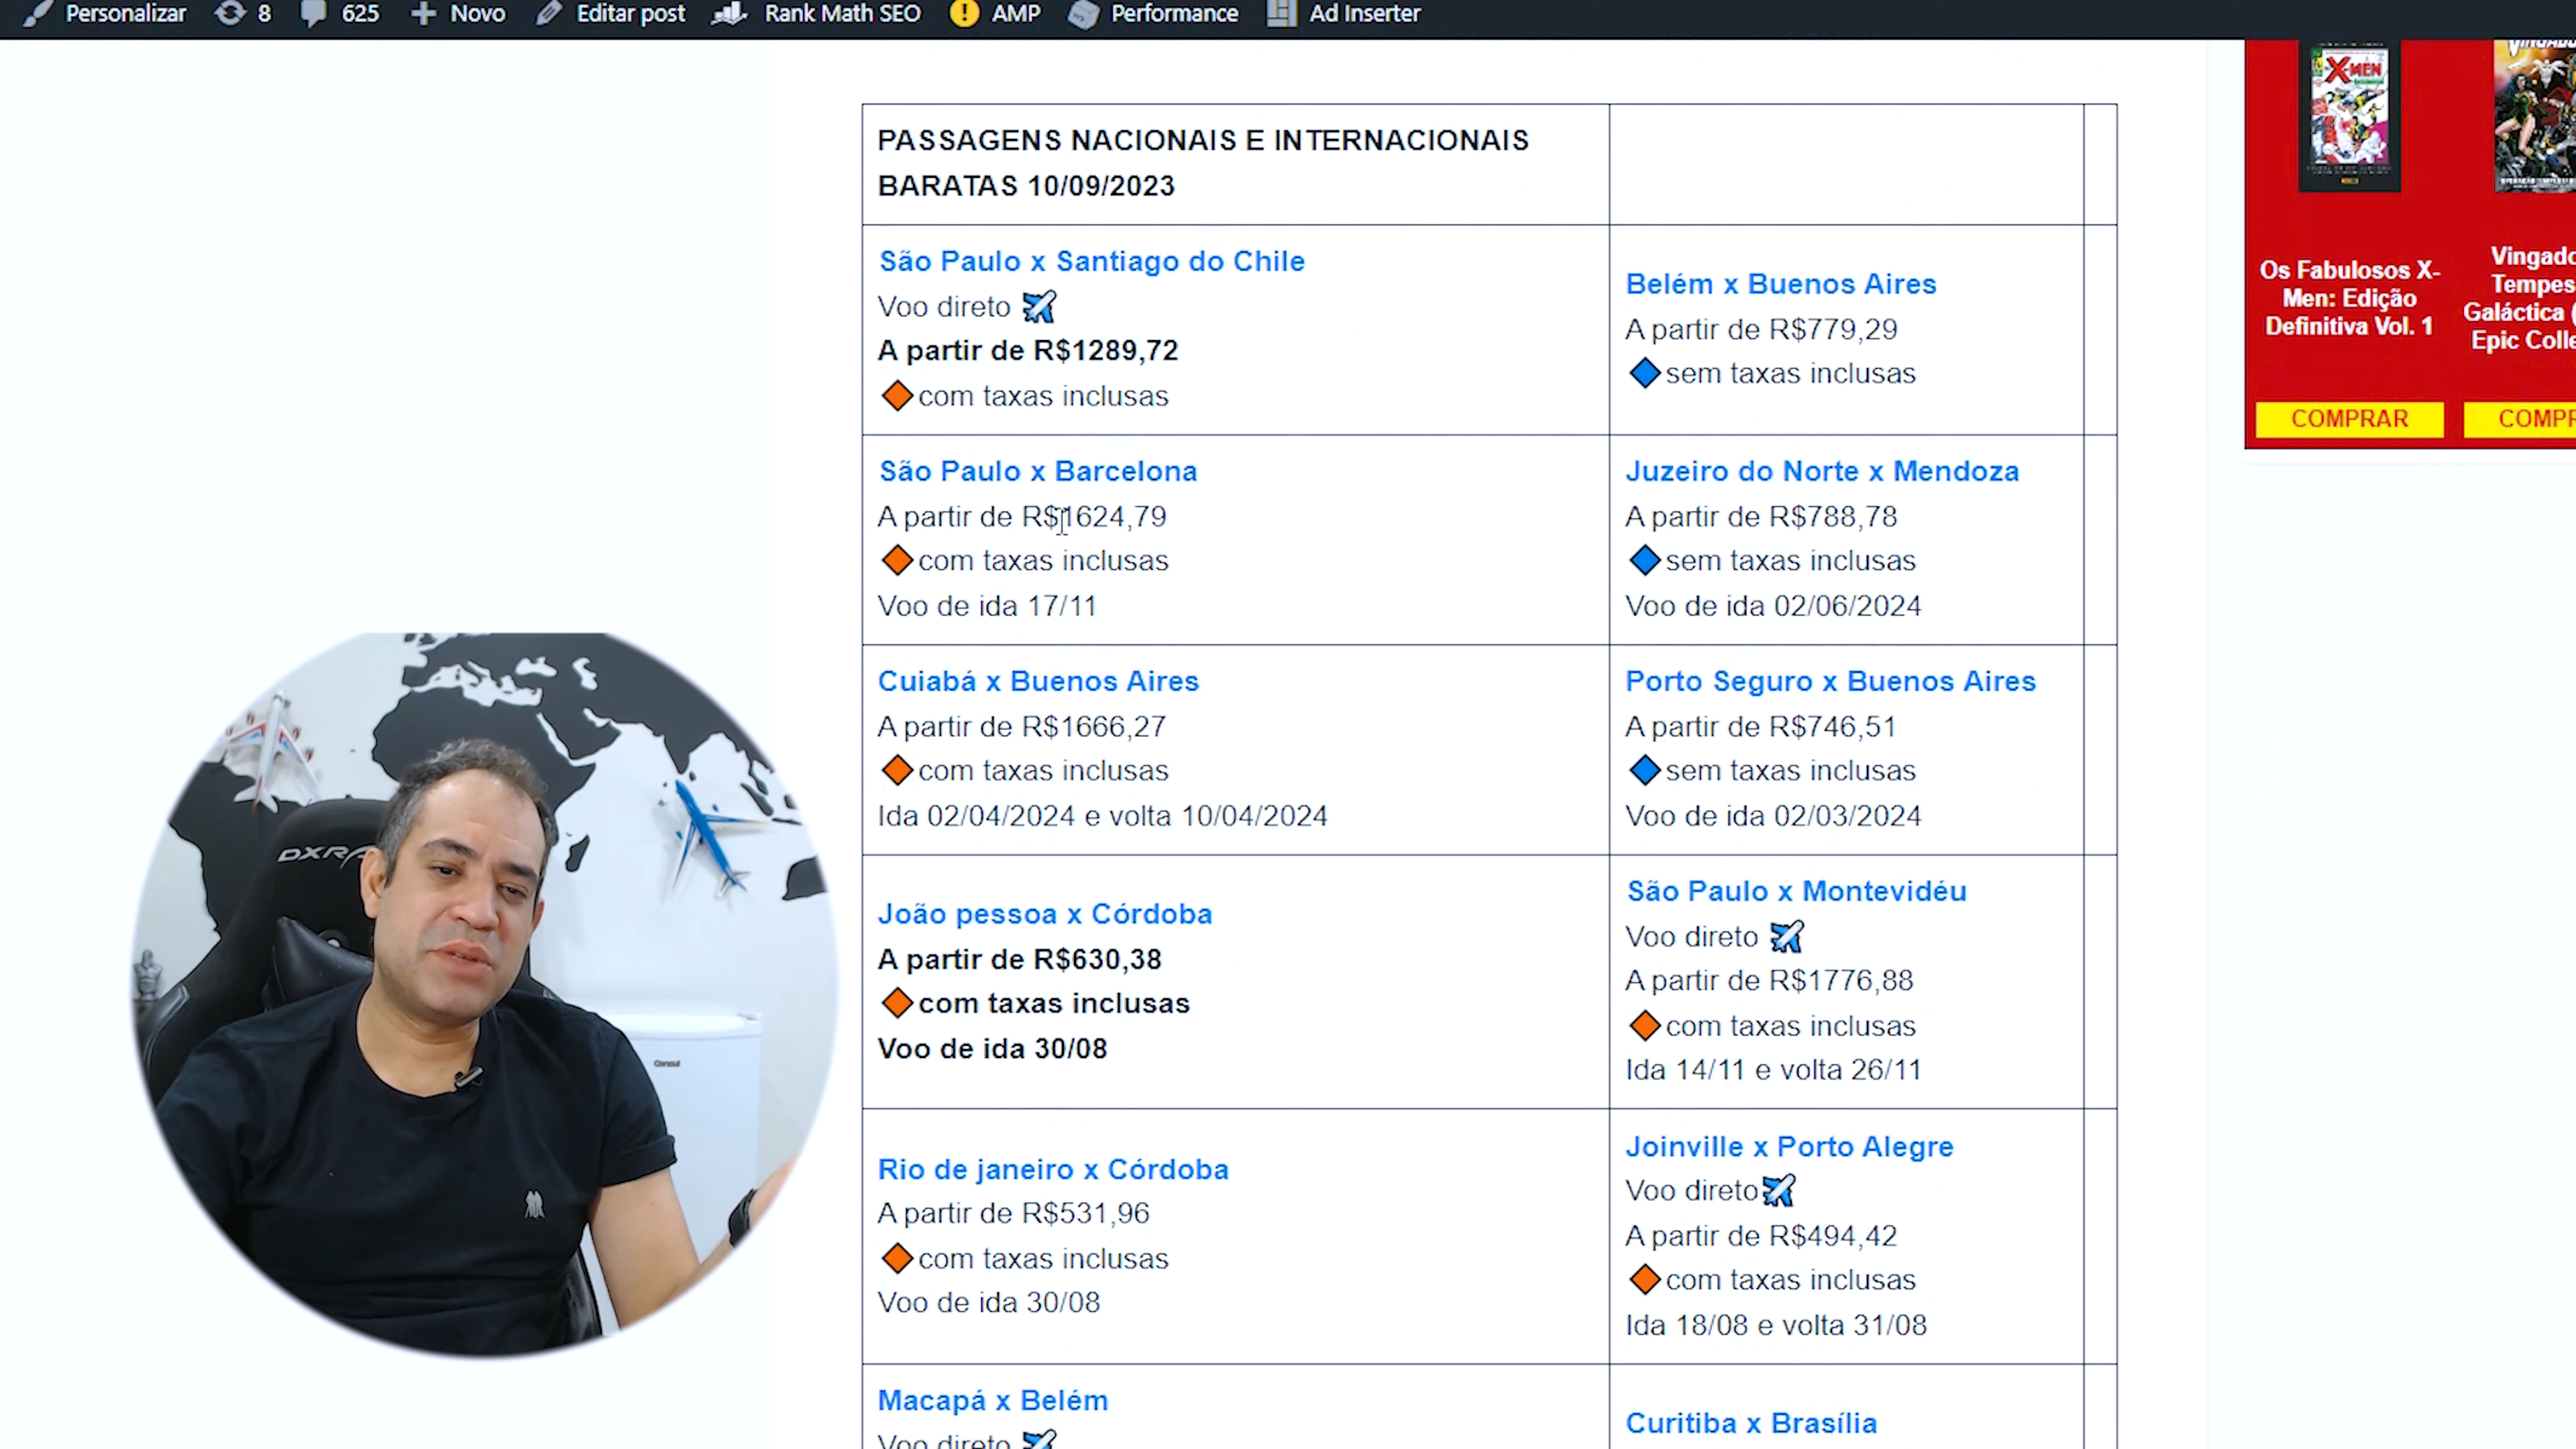 Personalizar 8 625 Novo Editar post Rank Math SEO AMP Performance Ad Inserter
PASSAGENS NACIONAIS E INTERNACIONAIS
BARATAS 10/09/2023
São Paulo x Santiago do Chile
Voo direto
A partir de R$1289,72
com taxas inclusas
Belém x Buenos Aires
A partir de R$779,29
sem taxas inclusas
São Paulo x Barcelona
A partir de R$1624,79
com taxas inclusas
Voo de ida 17/11
Juzeiro do Norte x Mendoza
A partir de R$788,78
sem taxas inclusas
Voo de ida 02/06/2024
Cuiabá x Buenos Aires
A partir de R$1666,27
com taxas inclusas
Ida 02/04/2024 e volta 10/04/2024
Porto Seguro x Buenos Aires
A partir de R$746,51
sem taxas inclusas
Voo de ida 02/03/2024
João pessoa x Córdoba
A partir de R$630,38
com taxas inclusas
Voo de ida 30/08
São Paulo x Montevidéu
Voo direto
A partir de R$1776,88
com taxas inclusas
Ida 14/11 e volta 26/11
Rio de janeiro x Córdoba
A partir de R$531,96
com taxas inclusas
Voo de ida 30/08
Joinville x Porto Alegre
Voo direto
A partir de R$494,42
com taxas inclusas
Ida 18/08 e volta 31/08
Macapá x Belém
Voo direto
Curitiba x Brasília
X-MEN
Os Fabulosos X-
Men: Edição
Definitiva Vol. 1
COMPRAR
Vingado
Tempes
Galáctica (
Epic Colle
COMPR
DXRA
Consul